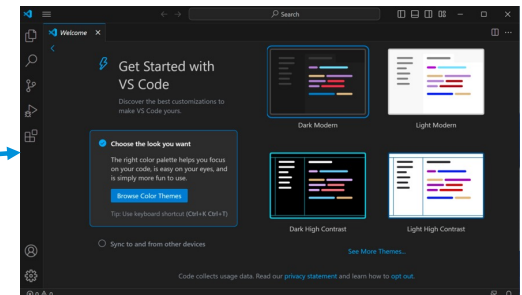 Search
Welcome
Get Started with
VS Code
Discover the best customizations to
make VS Code yours.
Choose the look you want
The right color palette helps you focus
on your code, is easy on your eyes, and
is simply more fun to use.
Browse Color Themes
Tip: Use keyboard shortcut (Ctrl+K Ctrl+T)
Sync to and from other devices
Dark Modern
Light Modern
Dark High Contrast
Light High Contrast
See More Themes...
Code collects usage data. Read our privacy statement and learn how to opt out.